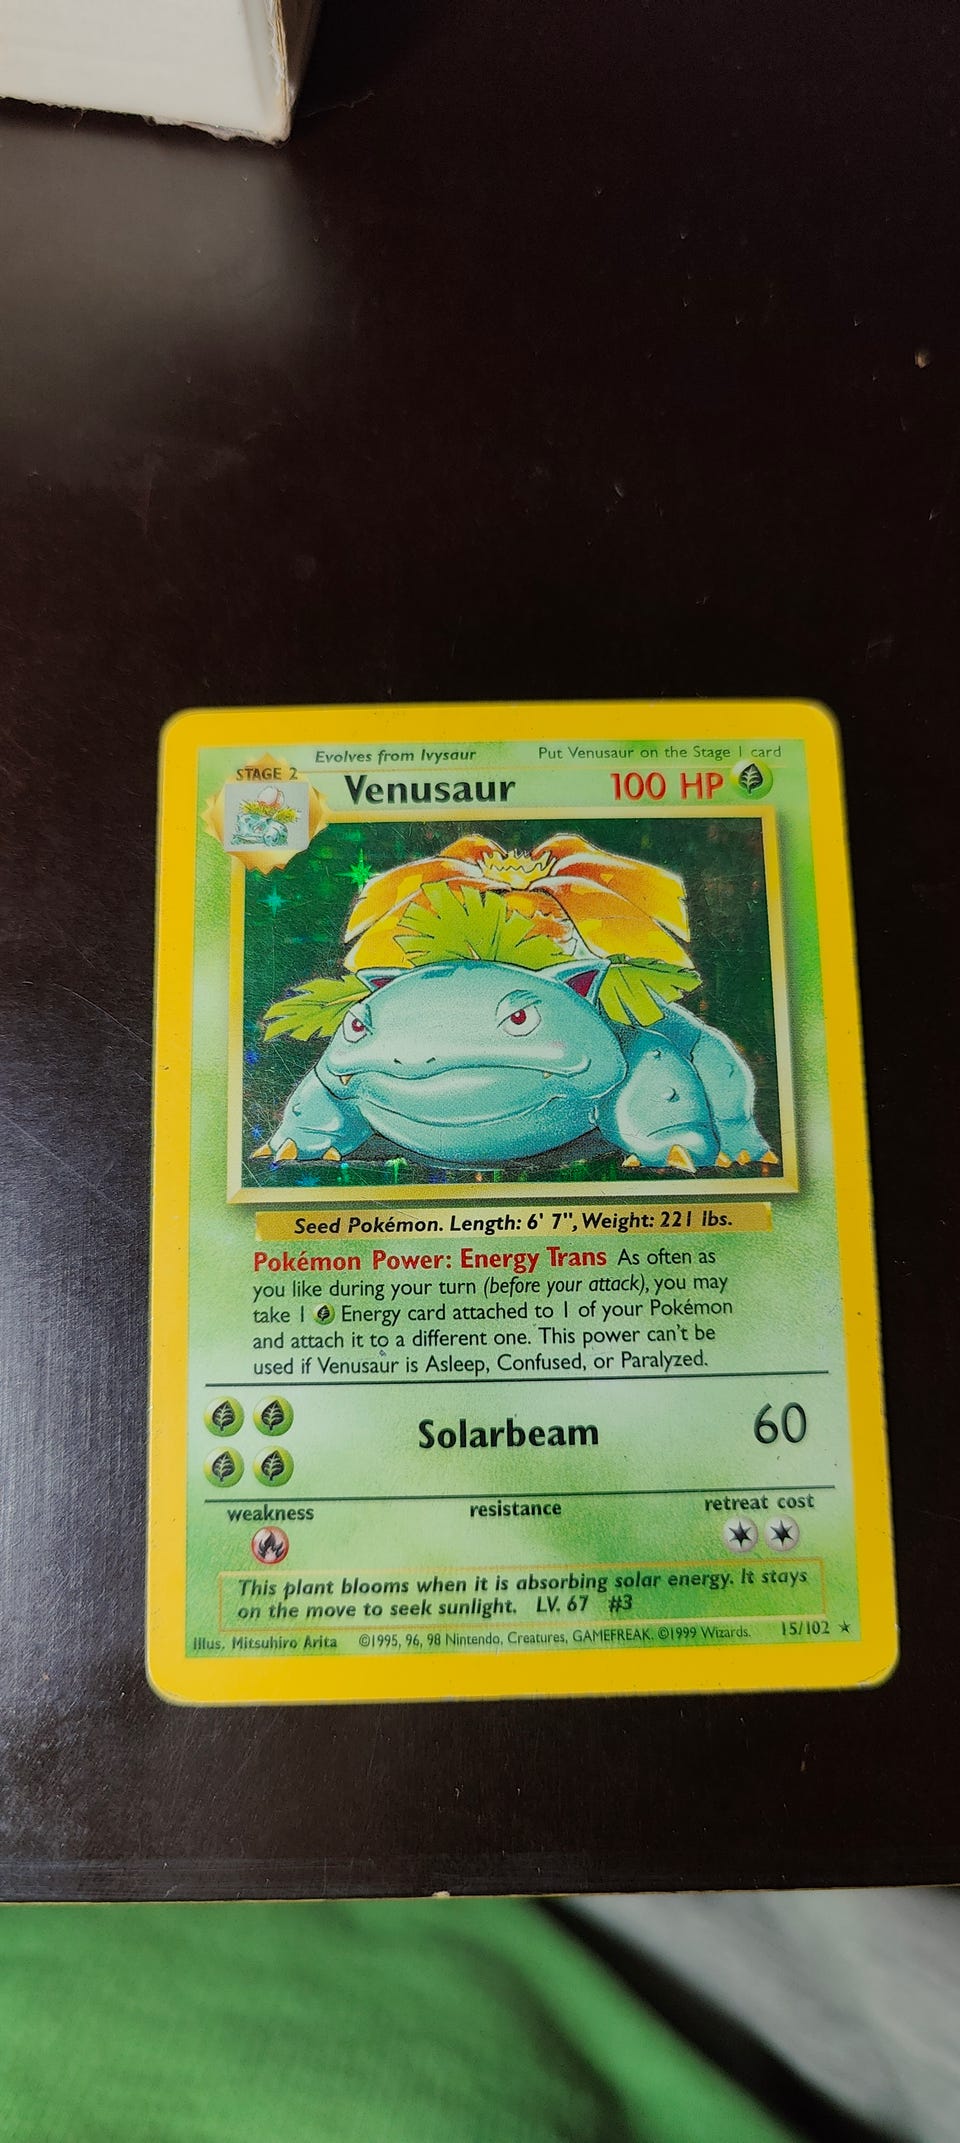 Evolves from Ivysaur Put Venusaur on the Stage 1 card
STAGE 2
Venusaur 100 HP
Seed Pokémon. Length: 6' 7", Weight: 221 lbs.
Pokémon Power: Energy Trans As often as
you like during your turn (before your attack), you may
take 1 Energy card attached to 1 of your Pokémon
and attach it to a different one. This power can't be
used if Venusaur is Asleep, Confused, or Paralyzed.
Solarbeam 60
weakness resistance retreat cost
This plant blooms when it is absorbing solar energy. It stays
on the move to seek sunlight. LV. 67 #3
Illus. Mitsuhiro Arita ©1995, 96, 98 Nintendo, Creatures, GAMEFREAK. ©1999 Wizards. 15/102 ★